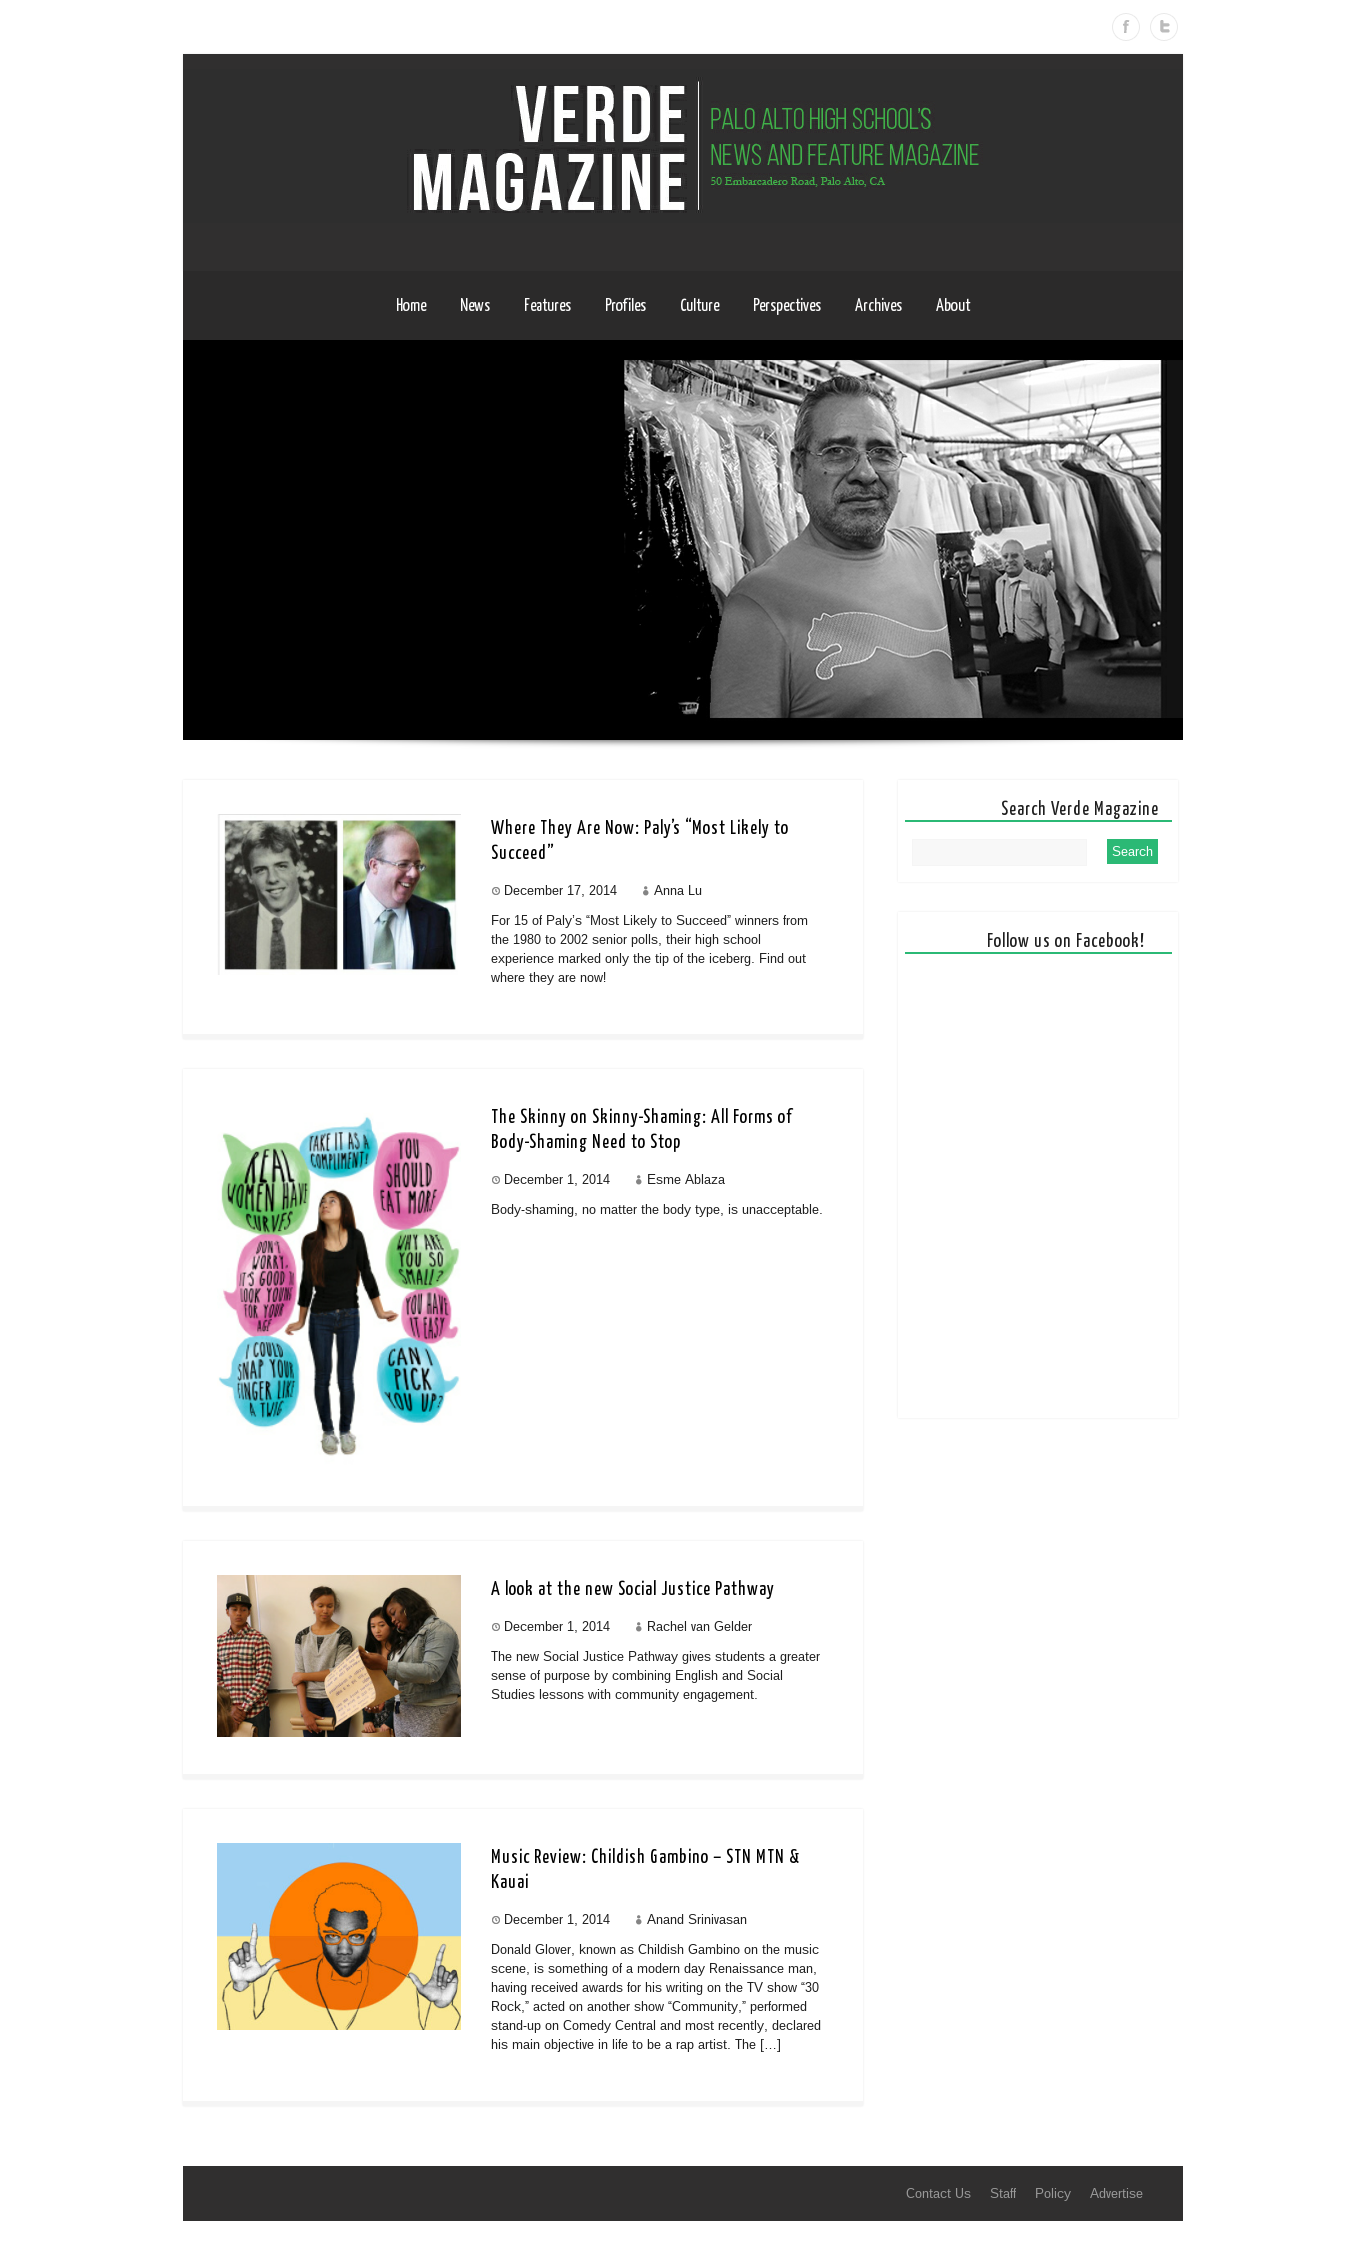 VERDE
MAGAZINE
PALO ALTO HIGH SCHOOL'S
NEWS AND FEATURE MAGAZINE
50 Embarcadero Road, Palo Alto, CA
Home News Features Profiles Culture Perspectives Archives About
Where They Are Now: Paly’s “Most Likely to
Succeed”
December 17, 2014 Anna Lu
For 15 of Paly’s “Most Likely to Succeed” winners from
the 1980 to 2002 senior polls, their high school
experience marked only the tip of the iceberg. Find out
where they are now!
Search Verde Magazine
Search
Follow us on Facebook!
The Skinny on Skinny-Shaming: All Forms of
Body-Shaming Need to Stop
December 1, 2014 Esme Ablaza
Body-shaming, no matter the body type, is unacceptable.
REAL
WOMEN HAVE
CURVES
TAKE IT AS A
COMPLIMENT!
YOU
SHOULD
EAT MORE
DON'T
WORRY.
IT'S GOOD TO
LOOK YOUNG
FOR YOUR
AGE
WHY ARE
YOU SO
SMALL?
YOU HAVE
IT EASY
I COULD
SNAP YOUR
FINGER LIKE
A TWIG
CAN I
PICK
YOU UP?
A look at the new Social Justice Pathway
December 1, 2014 Rachel van Gelder
The new Social Justice Pathway gives students a greater
sense of purpose by combining English and Social
Studies lessons with community engagement.
Music Review: Childish Gambino – STN MTN &
Kauai
December 1, 2014 Anand Srinivasan
Donald Glover, known as Childish Gambino on the music
scene, is something of a modern day Renaissance man,
having received awards for his writing on the TV show “30
Rock,” acted on another show “Community,” performed
stand-up on Comedy Central and most recently, declared
his main objective in life to be a rap artist. The […]
Contact Us Staff Policy Advertise